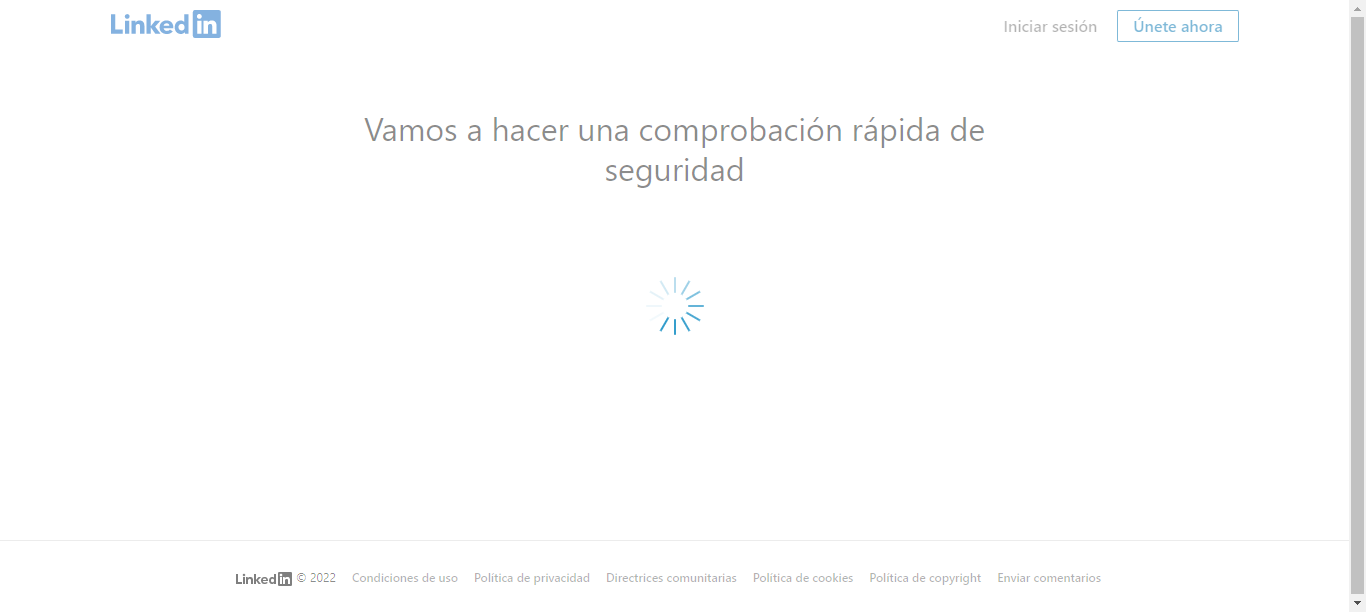 LinkedIn
Iniciar sesión
Únete ahora
Vamos a hacer una comprobación rápida de
seguridad
LinkedIn © 2022 Condiciones de uso Política de privacidad Directrices comunitarias Política de cookies Política de copyright Enviar comentarios